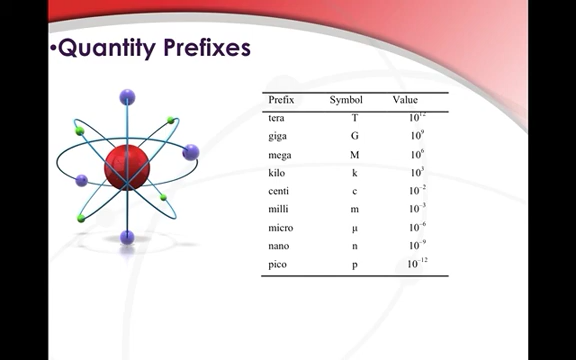 •Quantity Prefixes
Prefix Symbol Value
tera T 10¹²
giga G 10⁹
mega M 10⁶
kilo k 10³
centi c 10⁻²
milli m 10⁻³
micro μ 10⁻⁶
nano n 10⁻⁹
pico p 10⁻¹²